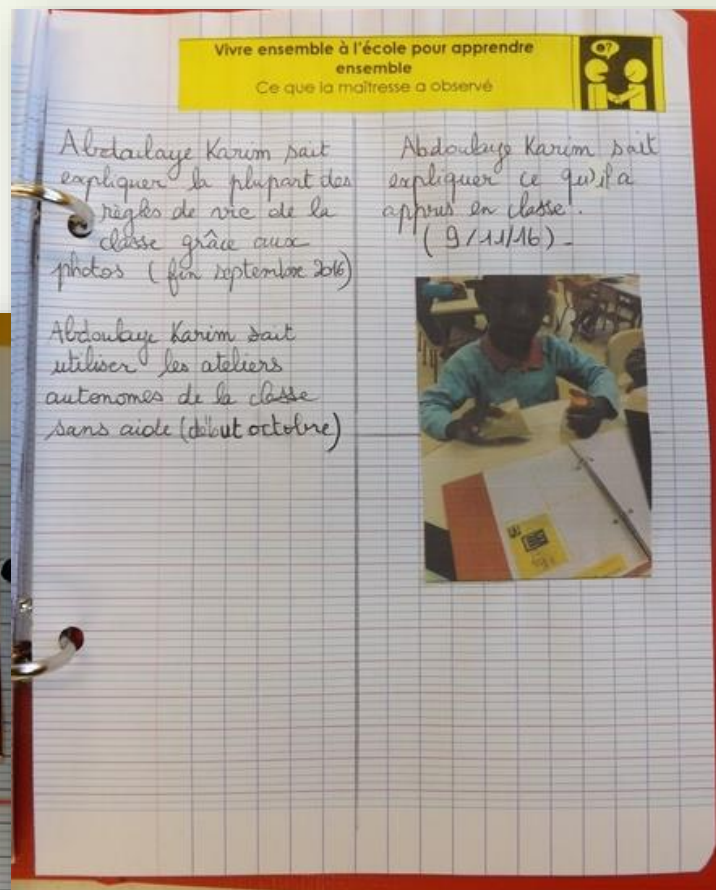 Vivre ensemble à l'école pour apprendre
ensemble
Ce que la maîtresse a observé
Abdoulaye Karim sait
expliquer la plupart des
règles de vie de la
classe grâce aux
photos (fin septembre 2016)
Abdoulaye Karim sait
utiliser les ateliers
autonomes de la classe
sans aide (début octobre)
Abdoulaye Karim sait
expliquer ce qu'il a
appris en classe.
(9/11/16)-